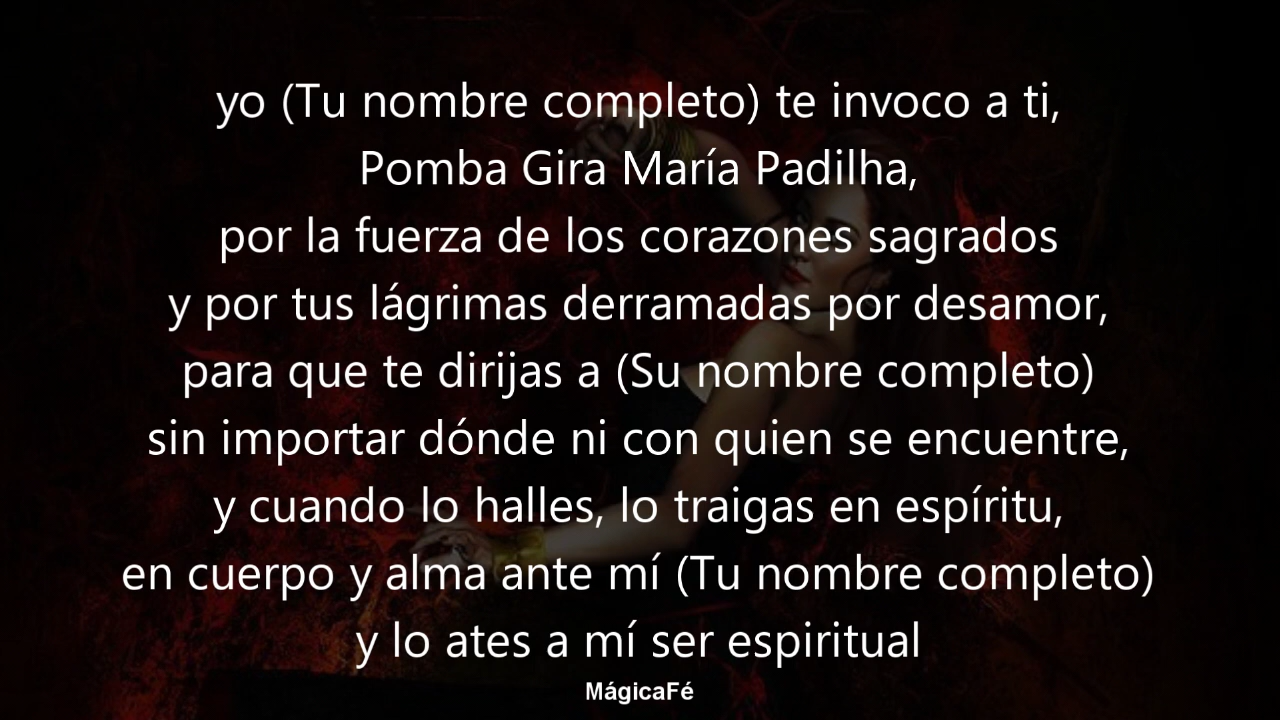 yo (Tu nombre completo) te invoco a ti,
Pomba Gira María Padilha,
por la fuerza de los corazones sagrados
y por tus lágrimas derramadas por desamor,
para que te dirijas a (Su nombre completo)
sin importar dónde ni con quien se encuentre,
y cuando lo halles, lo traigas en espíritu,
en cuerpo y alma ante mí (Tu nombre completo)
y lo ates a mí ser espiritual
MágicaFé